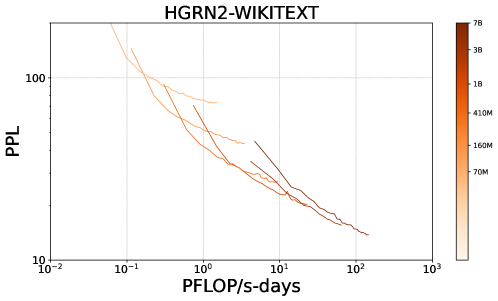 HGRN2-WIKITEXT
PPL
100
10
10⁻² 10⁻¹ 10⁰ 10¹ 10² 10³
PFLOP/s-days
7B
3B
1B
410M
160M
70M